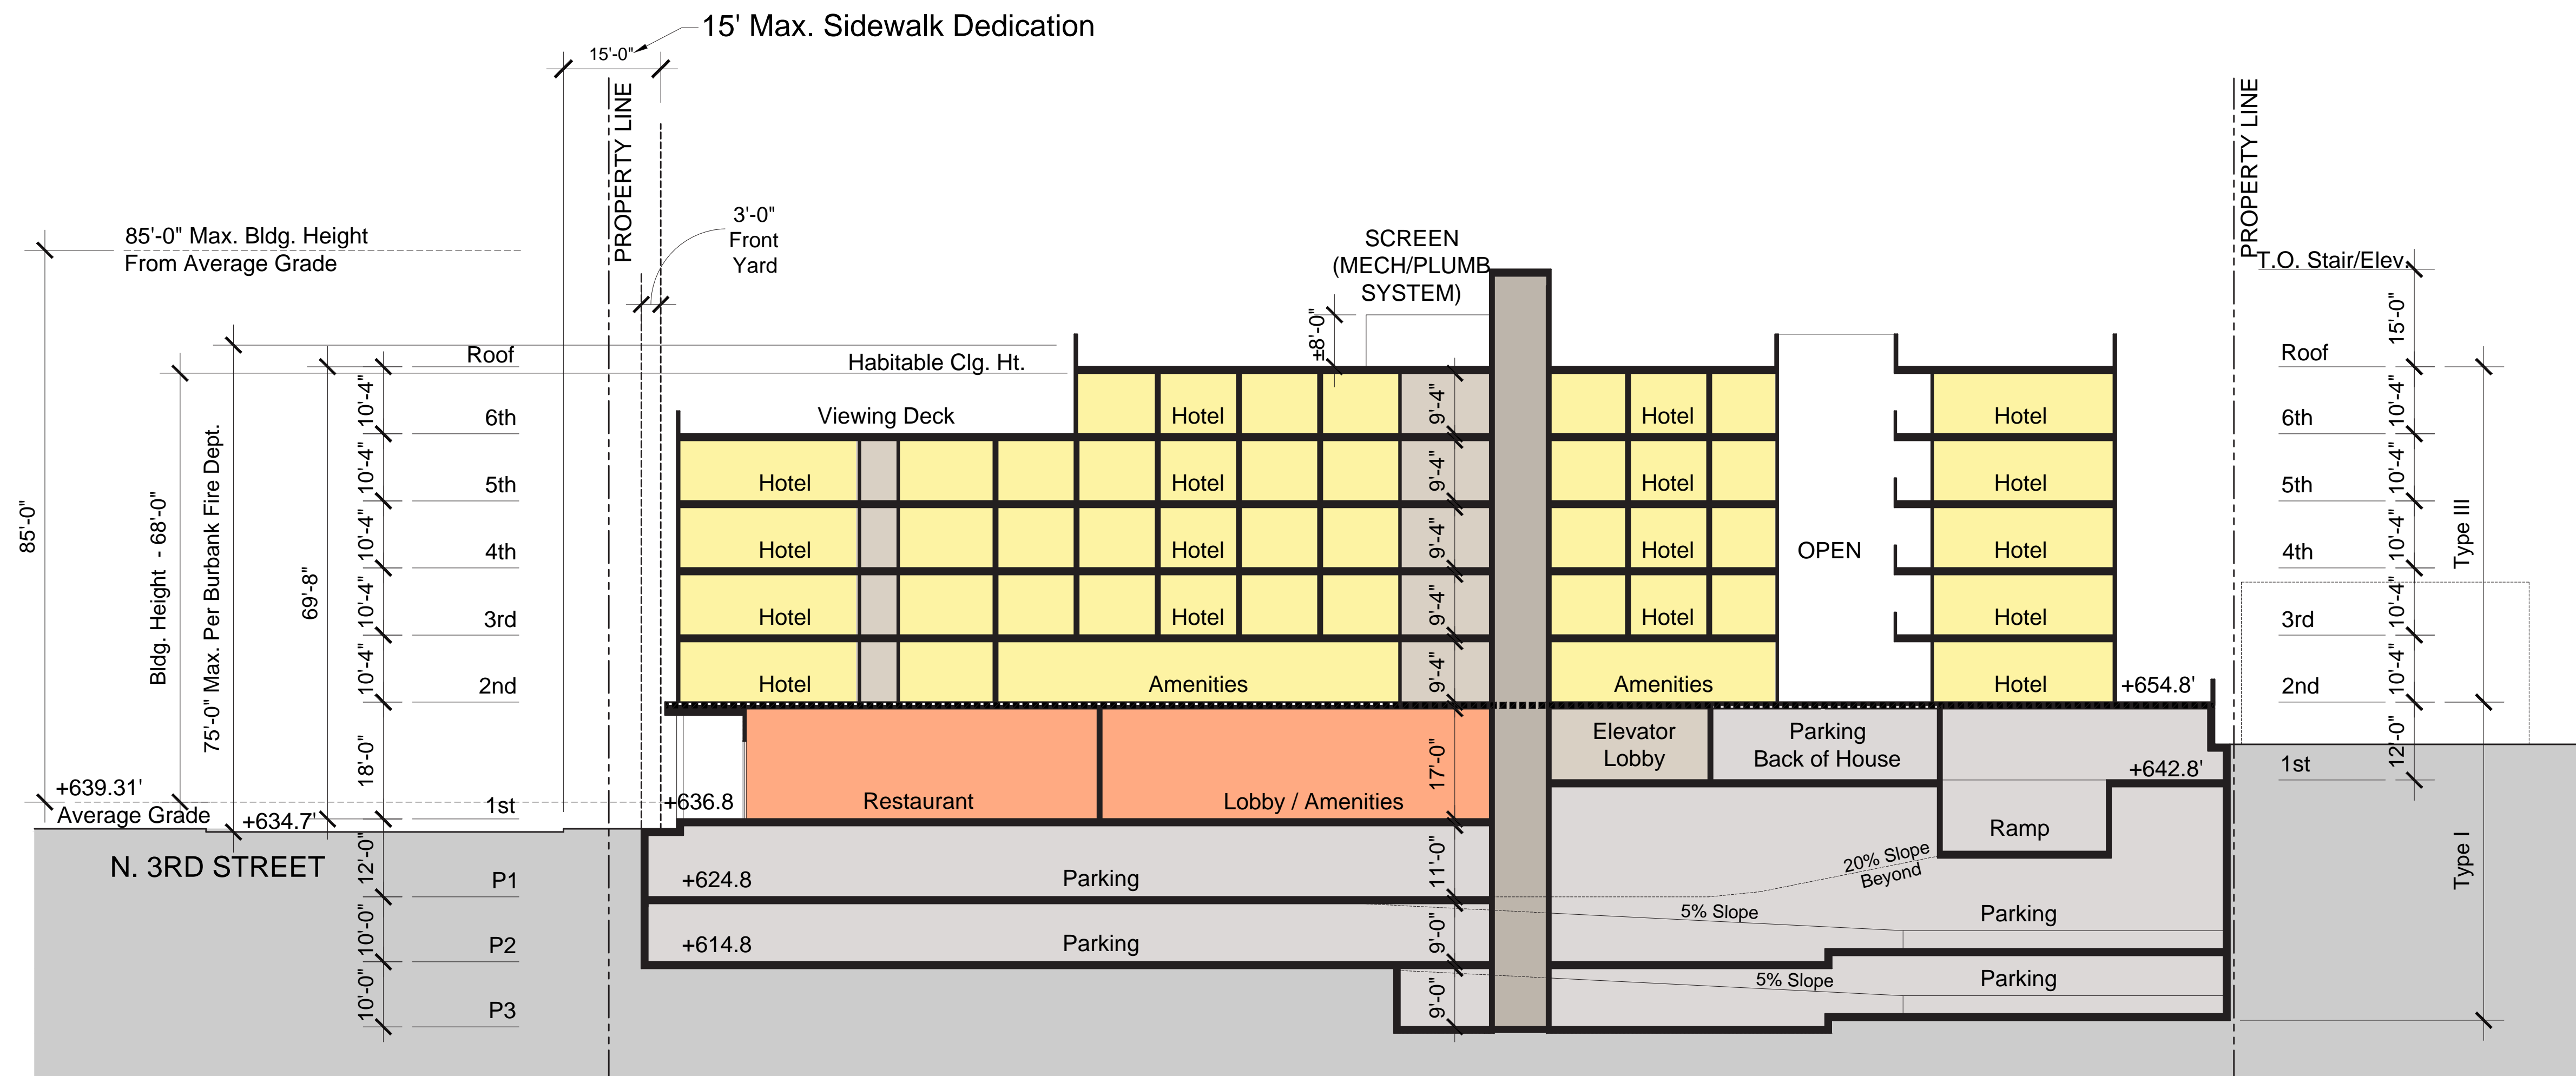 15' Max. Sidewalk Dedication
15'-0"
PROPERTY LINE
PROPERTY LINE
3'-0"
Front
Yard
85'-0" Max. Bldg. Height
From Average Grade
SCREEN
(MECH/PLUMB
SYSTEM)
±8'-0"
T.O. Stair/Elev.
15'-0"
Roof
Habitable Clg. Ht.
Roof
10'-4"
6th
Viewing Deck
Hotel
9'-4"
Hotel
Hotel
6th
10'-4"
10'-4"
5th
Hotel
Hotel
9'-4"
Hotel
Hotel
5th
10'-4"
85'-0"
Bldg. Height - 68'-0"
75'-0" Max. Per Burbank Fire Dept.
69'-8"
10'-4"
4th
Hotel
Hotel
9'-4"
Hotel
OPEN
Hotel
4th
10'-4"
Type III
10'-4"
3rd
Hotel
Hotel
9'-4"
Hotel
Hotel
3rd
10'-4"
10'-4"
2nd
Hotel
Amenities
9'-4"
Amenities
Hotel
+654.8'
2nd
10'-4"
18'-0"
17'-0"
Elevator
Lobby
Parking
Back of House
12'-0"
+642.8'
1st
+639.31'
Average Grade
+634.7'
1st
+636.8
Restaurant
Lobby / Amenities
Ramp
N. 3RD STREET
12'-0"
P1
+624.8
Parking
11'-0"
20% Slope
Beyond
5% Slope
Parking
Type I
10'-0"
P2
+614.8
Parking
9'-0"
5% Slope
Parking
10'-0"
P3
9'-0"